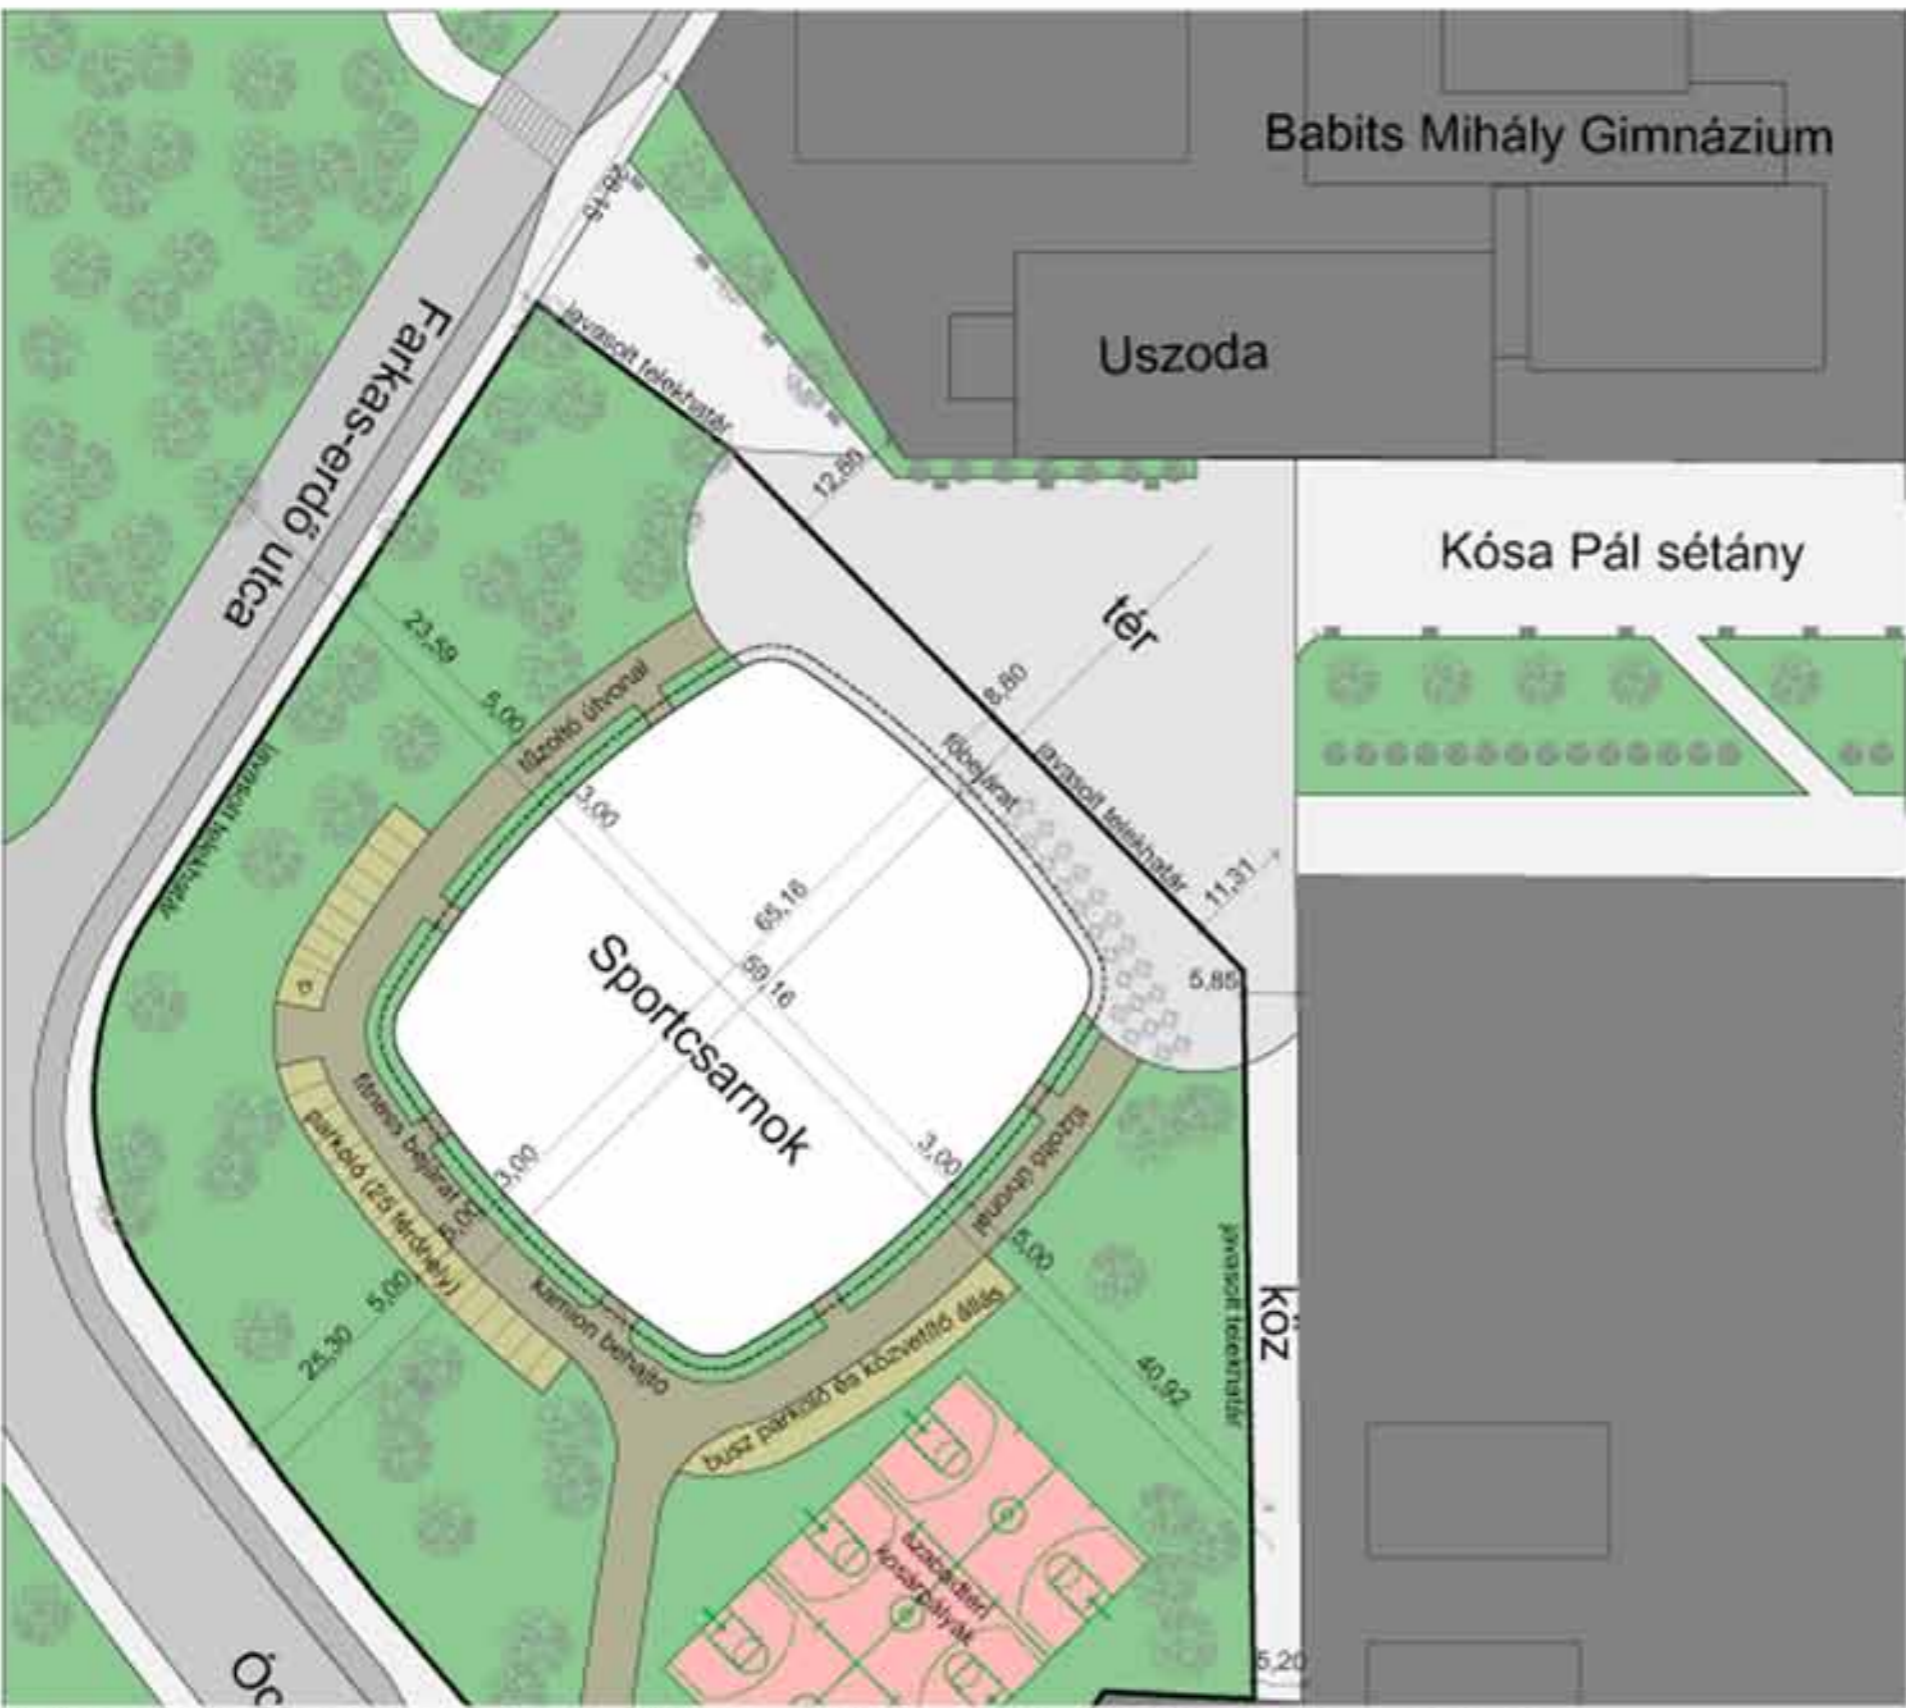 Babits Mihály Gimnázium
Uszoda
Farkas-erdő utca
javasolt telekhatár
12,85
Kósa Pál sétány
tér
23,59
5,00
tűzoltó útvonal
8,80
főbejárat
javasolt telekhatár
javasolt telekhatár
3,00
11,31
65,16
59,16
5,85
Sportcsarnok
fitness bejárat
parkoló (25 férőhely)
3,00
3,00
tűzoltó útvonal
5,00
5,00
25,30
kamion behajtó
5,00
busz parkoló és közvetítő állás
40,92
javasolt telekhatár
köz
szabadtéri
kosárpályák
5,20
Óc